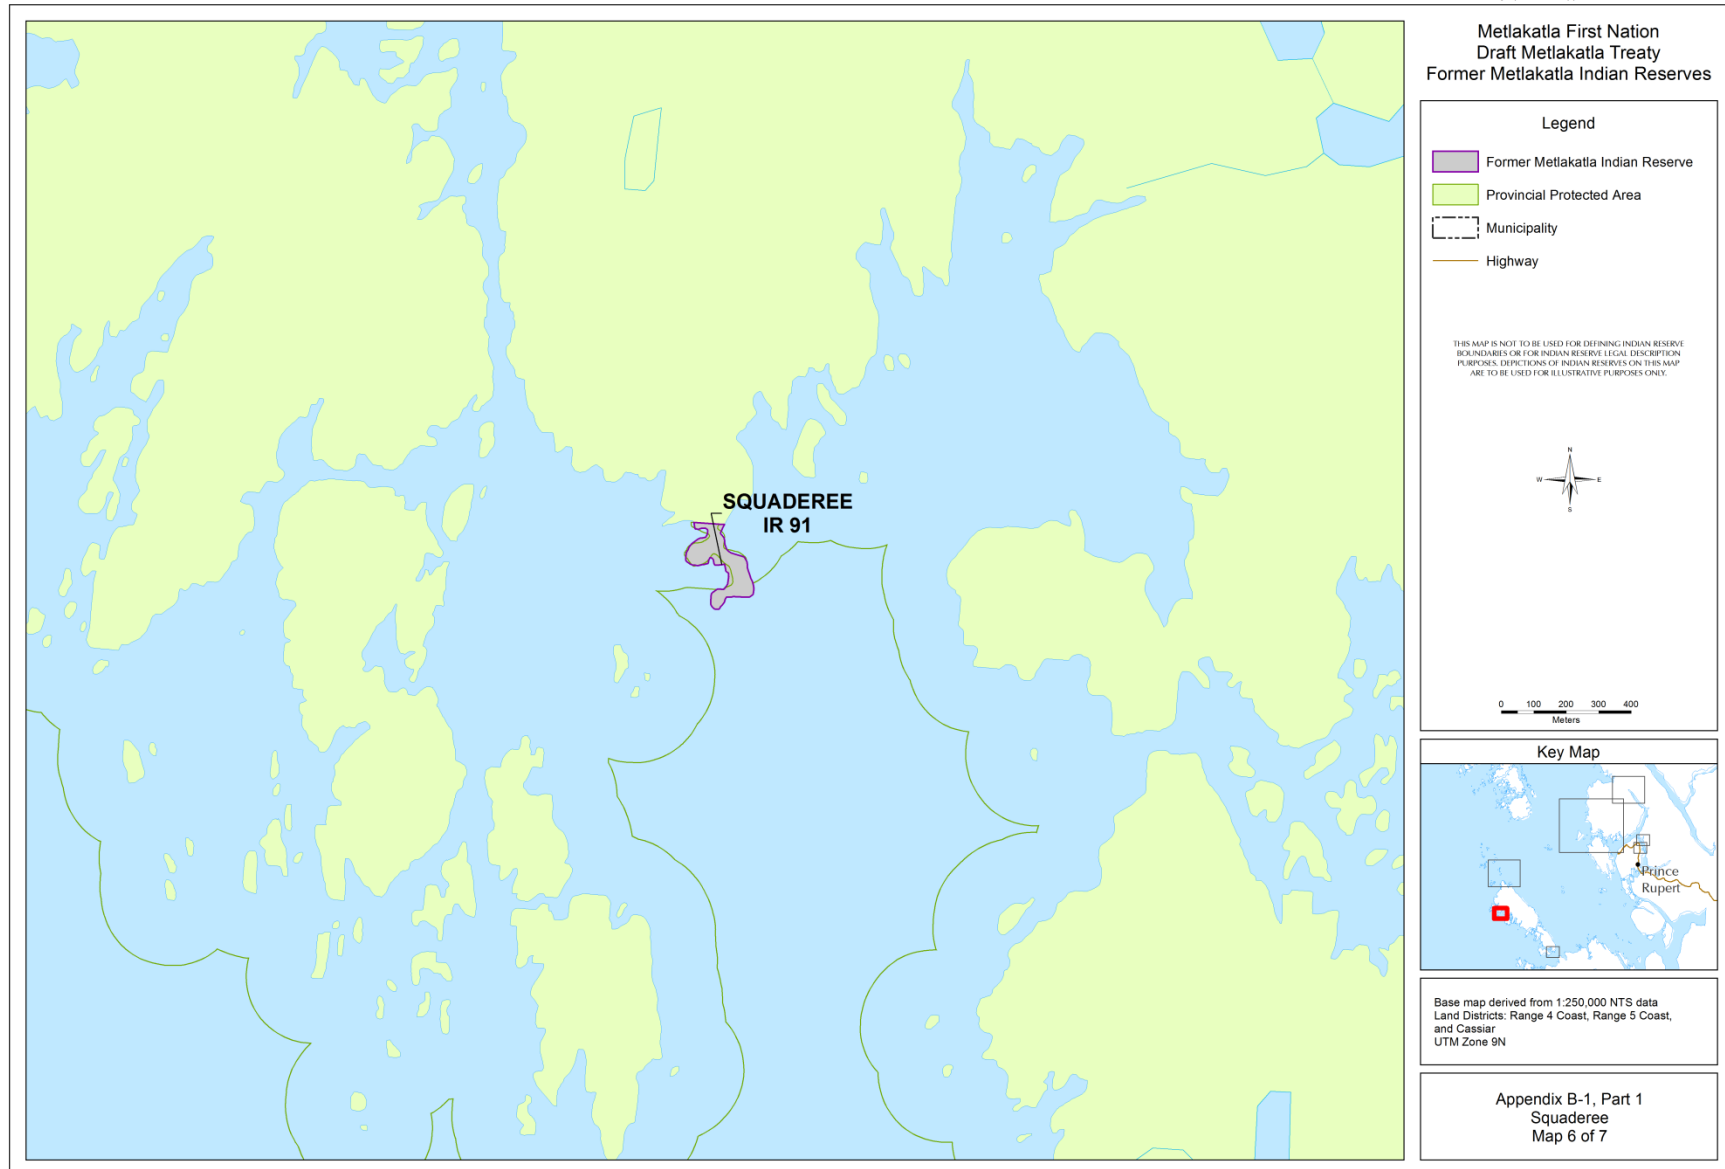 Metlakatla First Nation
Draft Metlakatla Treaty
Former Metlakatla Indian Reserves
Legend
Former Metlakatla Indian Reserve
Provincial Protected Area
Municipality
Highway
THIS MAP IS NOT TO BE USED FOR DEFINING INDIAN RESERVE
BOUNDARIES OR FOR INDIAN RESERVE LEGAL DESCRIPTION
PURPOSES. DEPICTIONS OF INDIAN RESERVES ON THIS MAP
ARE TO BE USED FOR ILLUSTRATIVE PURPOSES ONLY.
N
W E
S
SQUADEREE
IR 91
0 100 200 300 400
Meters
Key Map
Prince
Rupert
Base map derived from 1:250,000 NTS data
Land Districts: Range 4 Coast, Range 5 Coast,
and Cassiar
UTM Zone 9N
Appendix B-1, Part 1
Squaderee
Map 6 of 7